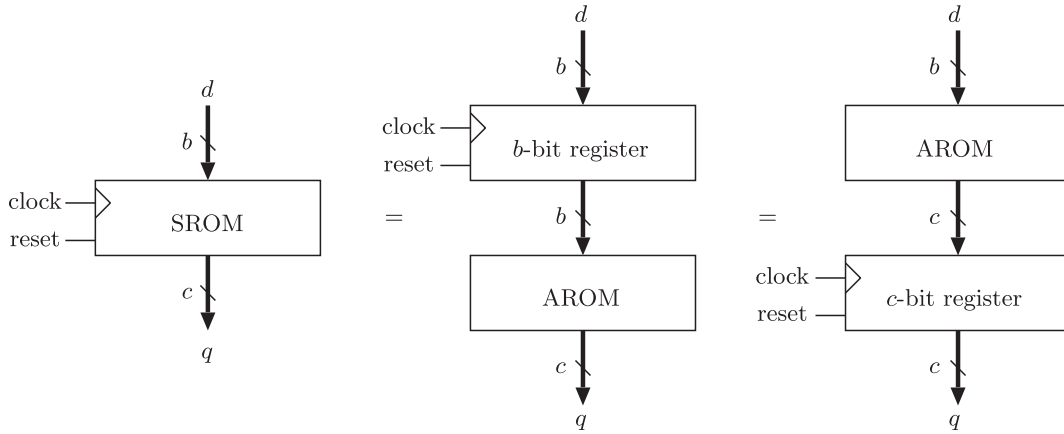 d
b
clock
reset
SROM
c
q
=
d
b
clock
reset
b-bit register
b
AROM
c
q
=
d
b
AROM
c
clock
reset
c-bit register
c
q